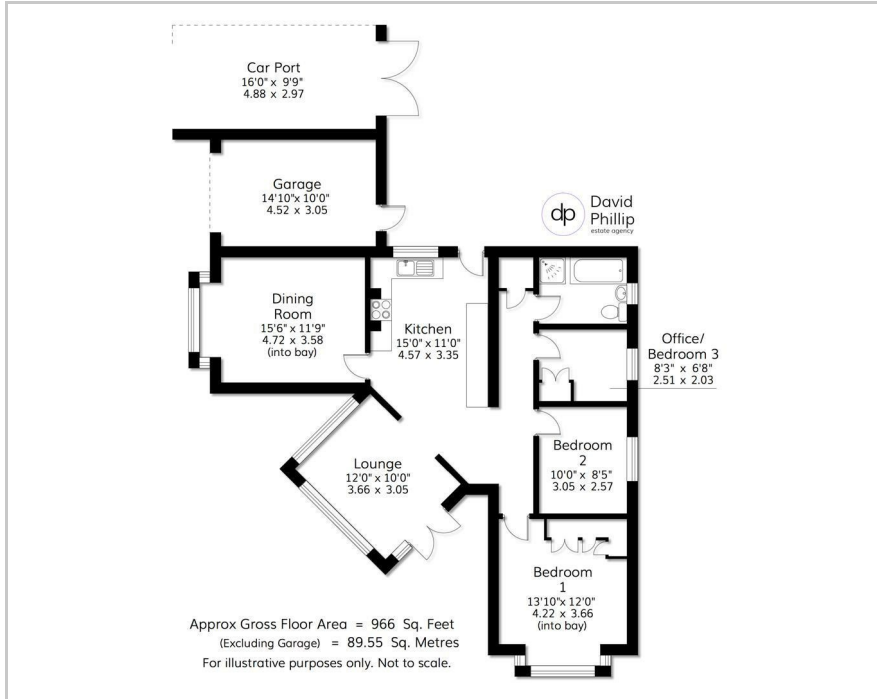 Car Port
16'0" x 9'9"
4.88 x 2.97
Garage
14'10"x 10'0"
4.52 x 3.05
dp
David
Phillip
estate agency
Dining
Room
15'6" x 11'9"
4.72 x 3.58
(into bay)
Kitchen
15'0" x 11'0"
4.57 x 3.35
Office/
Bedroom 3
8'3" x 6'8"
2.51 x 2.03
Lounge
12'0" x 10'0"
3.66 x 3.05
Bedroom
2
10'0" x 8'5"
3.05 x 2.57
Bedroom
1
13'10"x 12'0"
4.22 x 3.66
(into bay)
Approx Gross Floor Area = 966 Sq. Feet
(Excluding Garage) = 89.55 Sq. Metres
For illustrative purposes only. Not to scale.